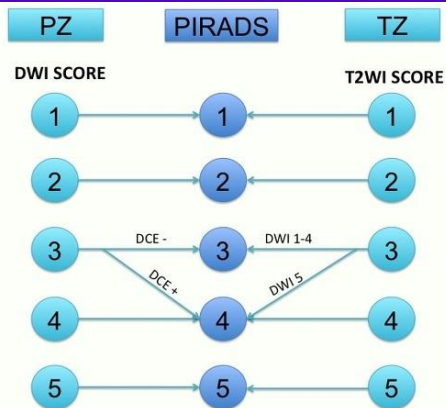 PZ PIRADS TZ
DWI SCORE T2WI SCORE
1 1 1
2 2 2
DCE - DWI 1-4
3 3 3
DCE + DWI 5
4 4 4
5 5 5